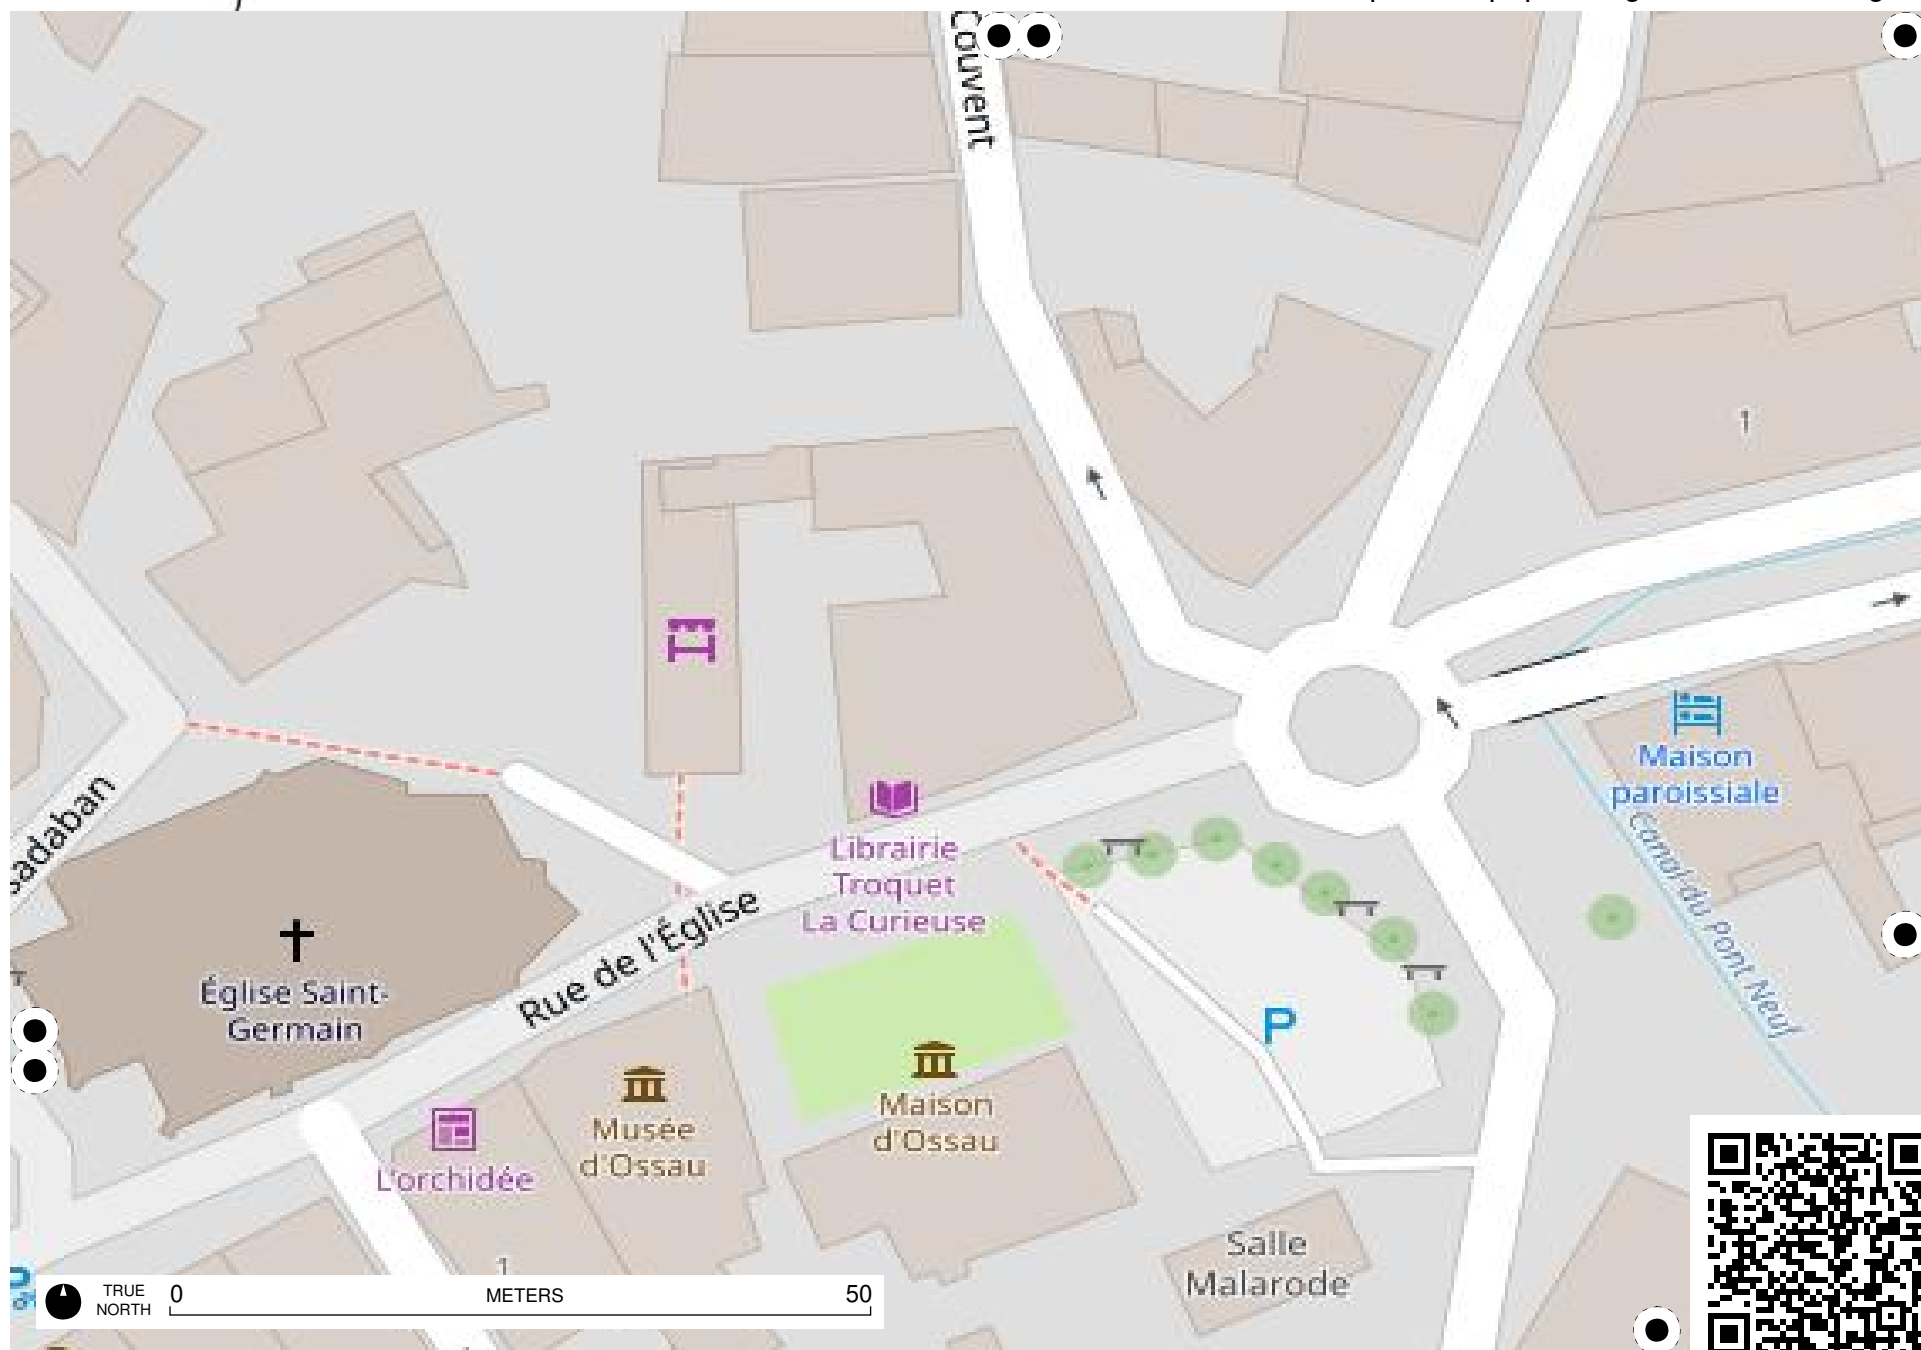 Couvent
1
Maison
paroissiale
Canal du Pont Neuf
sadaban
Librairie
Troquet
La Curieuse
Rue de l'Église
Église Saint-
Germain
P
Maison
d'Ossau
Musée
d'Ossau
L'orchidée
Salle
Malarode
1
TRUE
NORTH
0
METERS
50